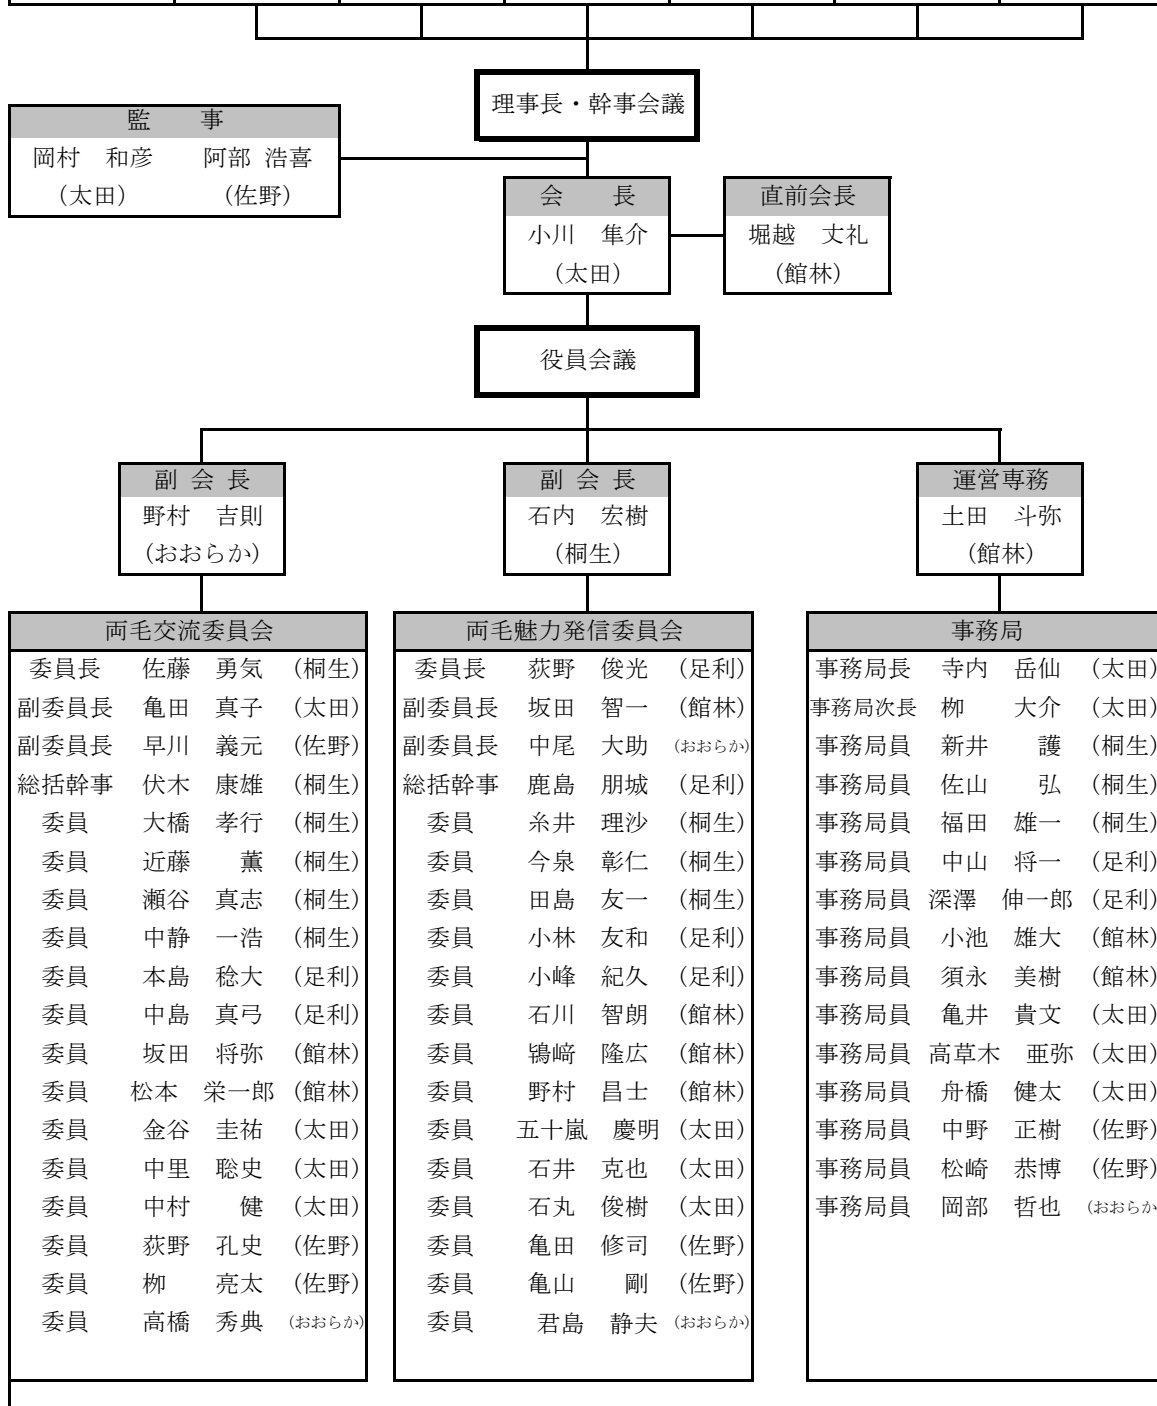 理事長・幹事会議
監　事
岡村　和彦　阿部 浩喜
（太田）　（佐野）
会　長
小川　隼介
（太田）
直前会長
堀越　丈礼
（館林）
役員会議
副 会 長
野村　吉則
（おおらか）
副 会 長
石内　宏樹
（桐生）
運営専務
土田　斗弥
（館林）
両毛交流委員会
委員長　佐藤　勇気　（桐生）
副委員長　亀田　真子　（太田）
副委員長　早川　義元　（佐野）
総括幹事　伏木　康雄　（桐生）
委員　大橋　孝行　（桐生）
委員　近藤　薫　（桐生）
委員　瀬谷　真志　（桐生）
委員　中静　一浩　（桐生）
委員　本島　稔大　（足利）
委員　中島　真弓　（足利）
委員　坂田　将弥　（館林）
委員　松本　栄一郎　（館林）
委員　金谷　圭祐　（太田）
委員　中里　聡史　（太田）
委員　中村　健　（太田）
委員　荻野　孔史　（佐野）
委員　栁　亮太　（佐野）
委員　高橋　秀典　（おおらか）
両毛魅力発信委員会
委員長　荻野　俊光　（足利）
副委員長　坂田　智一　（館林）
副委員長　中尾　大助　（おおらか）
総括幹事　鹿島　朋城　（足利）
委員　糸井　理沙　（桐生）
委員　今泉　彰仁　（桐生）
委員　田島　友一　（桐生）
委員　小林　友和　（足利）
委員　小峰　紀久　（足利）
委員　石川　智朗　（館林）
委員　鴇﨑　隆広　（館林）
委員　野村　昌士　（館林）
委員　五十嵐　慶明　（太田）
委員　石井　克也　（太田）
委員　石丸　俊樹　（太田）
委員　亀田　修司　（佐野）
委員　亀山　剛　（佐野）
委員　君島　静夫　（おおらか）
事務局
事務局長　寺内　岳仙　（太田）
事務局次長　栁　大介　（太田）
事務局員　新井　護　（桐生）
事務局員　佐山　弘　（桐生）
事務局員　福田　雄一　（桐生）
事務局員　中山　将一　（足利）
事務局員　深澤　伸一郎　（足利）
事務局員　小池　雄大　（館林）
事務局員　須永　美樹　（館林）
事務局員　亀井　貴文　（太田）
事務局員　高草木　亜弥　（太田）
事務局員　舟橋　健太　（太田）
事務局員　中野　正樹　（佐野）
事務局員　松崎　恭博　（佐野）
事務局員　岡部　哲也　（おおらか